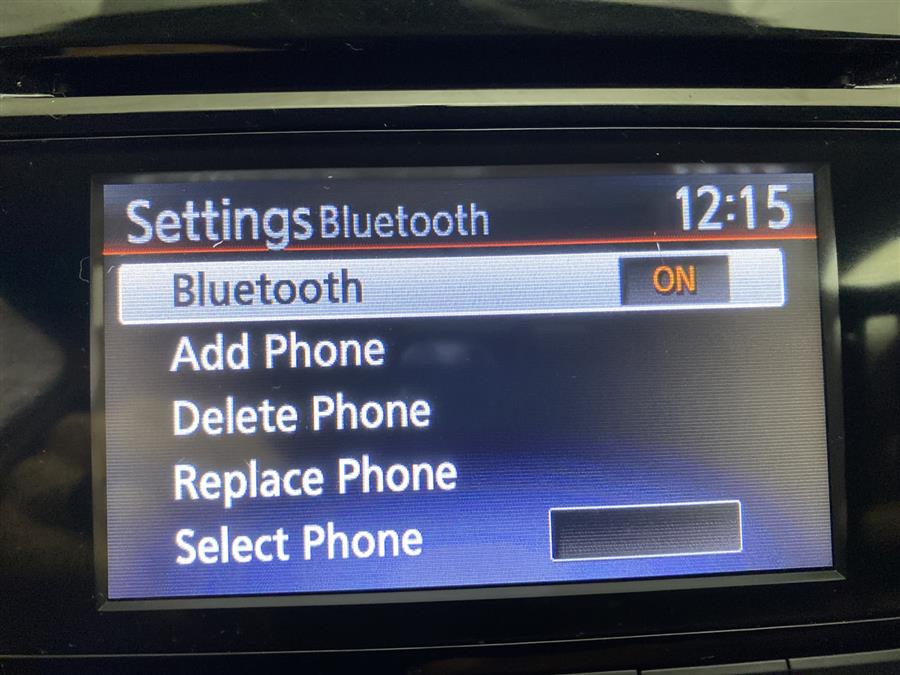 Settings Bluetooth 12:15
Bluetooth ON
Add Phone
Delete Phone
Replace Phone
Select Phone